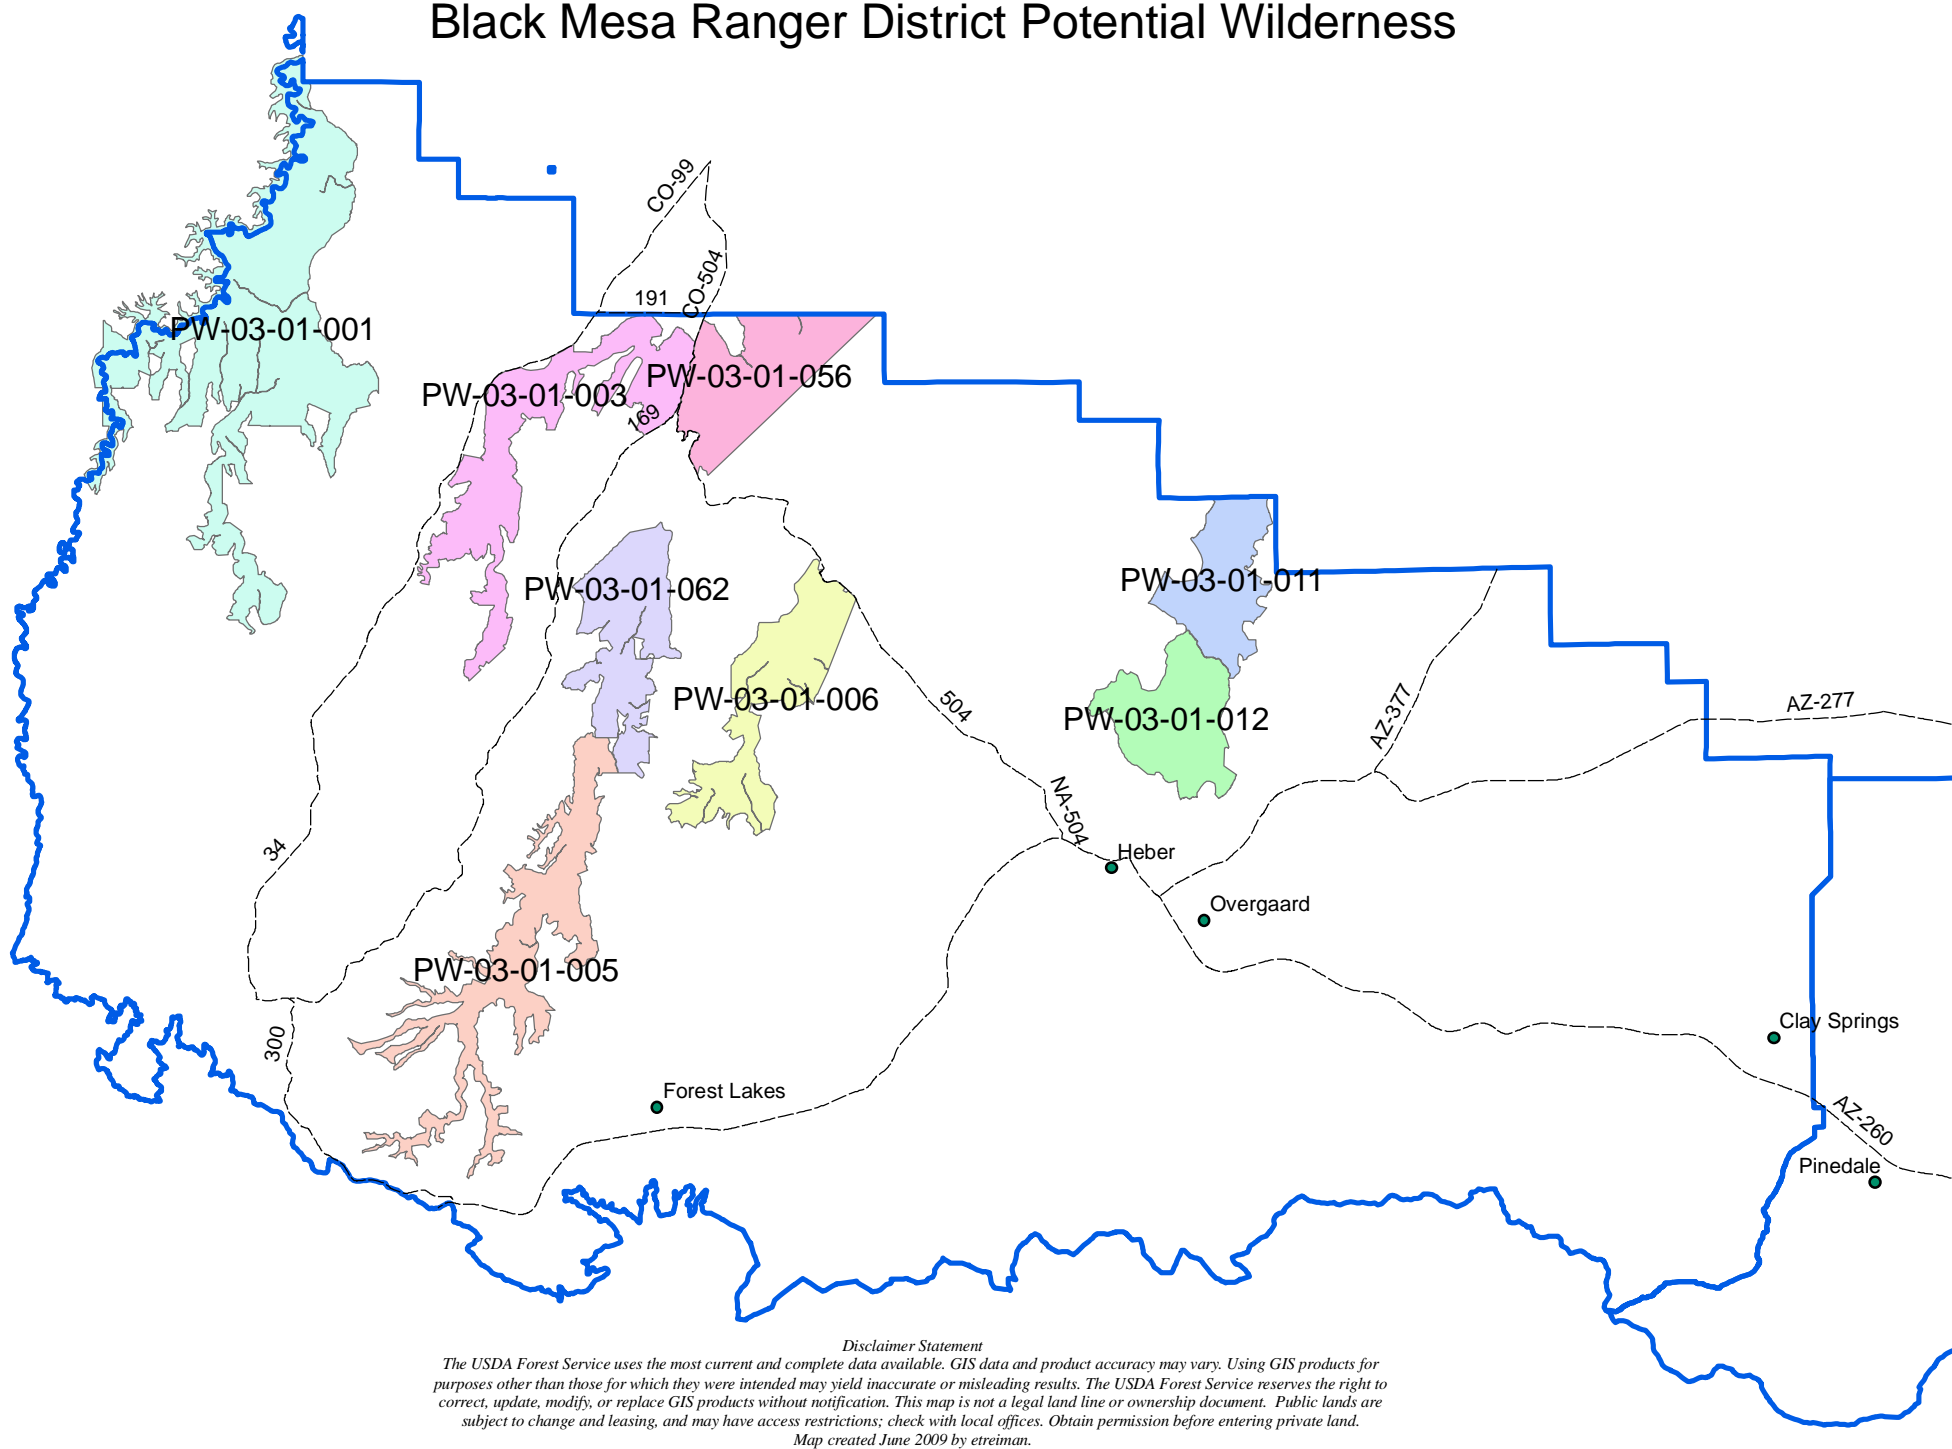 Black Mesa Ranger District Potential Wilderness
CO-99
CO-504
191
PW-03-01-001
PW-03-01-056
PW-03-01-003
169
PW-03-01-011
PW-03-01-062
PW-03-01-006
504
PW-03-01-012
AZ-377
AZ-277
NA-504
34
Heber
Overgaard
PW-03-01-005
Clay Springs
300
Forest Lakes
AZ-260
Pinedale
Disclaimer Statement
The USDA Forest Service uses the most current and complete data available. GIS data and product accuracy may vary. Using GIS products for
purposes other than those for which they were intended may yield inaccurate or misleading results. The USDA Forest Service reserves the right to
correct, update, modify, or replace GIS products without notification. This map is not a legal land line or ownership document. Public lands are
subject to change and leasing, and may have access restrictions; check with local offices. Obtain permission before entering private land.
Map created June 2009 by etreiman.